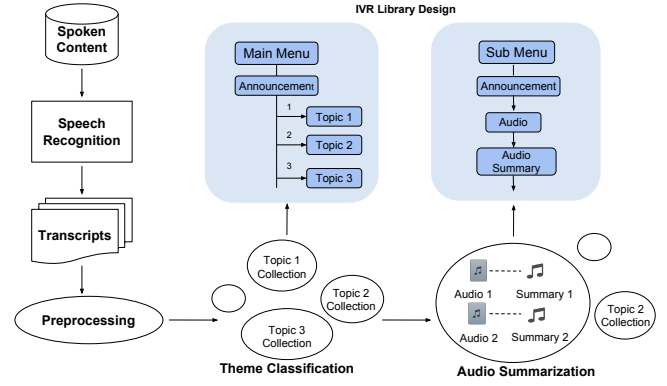 IVR Library Design
Spoken
Content
Speech
Recognition
Transcripts
Preprocessing
Main Menu
Announcement
1
Topic 1
2
Topic 2
3
Topic 3
Sub Menu
Announcement
Audio
Audio
Summary
Topic 1
Collection
Topic 2
Collection
Topic 3
Collection
Theme Classification
Audio 1
Summary 1
Audio 2
Summary 2
Topic 2
Collection
Audio Summarization